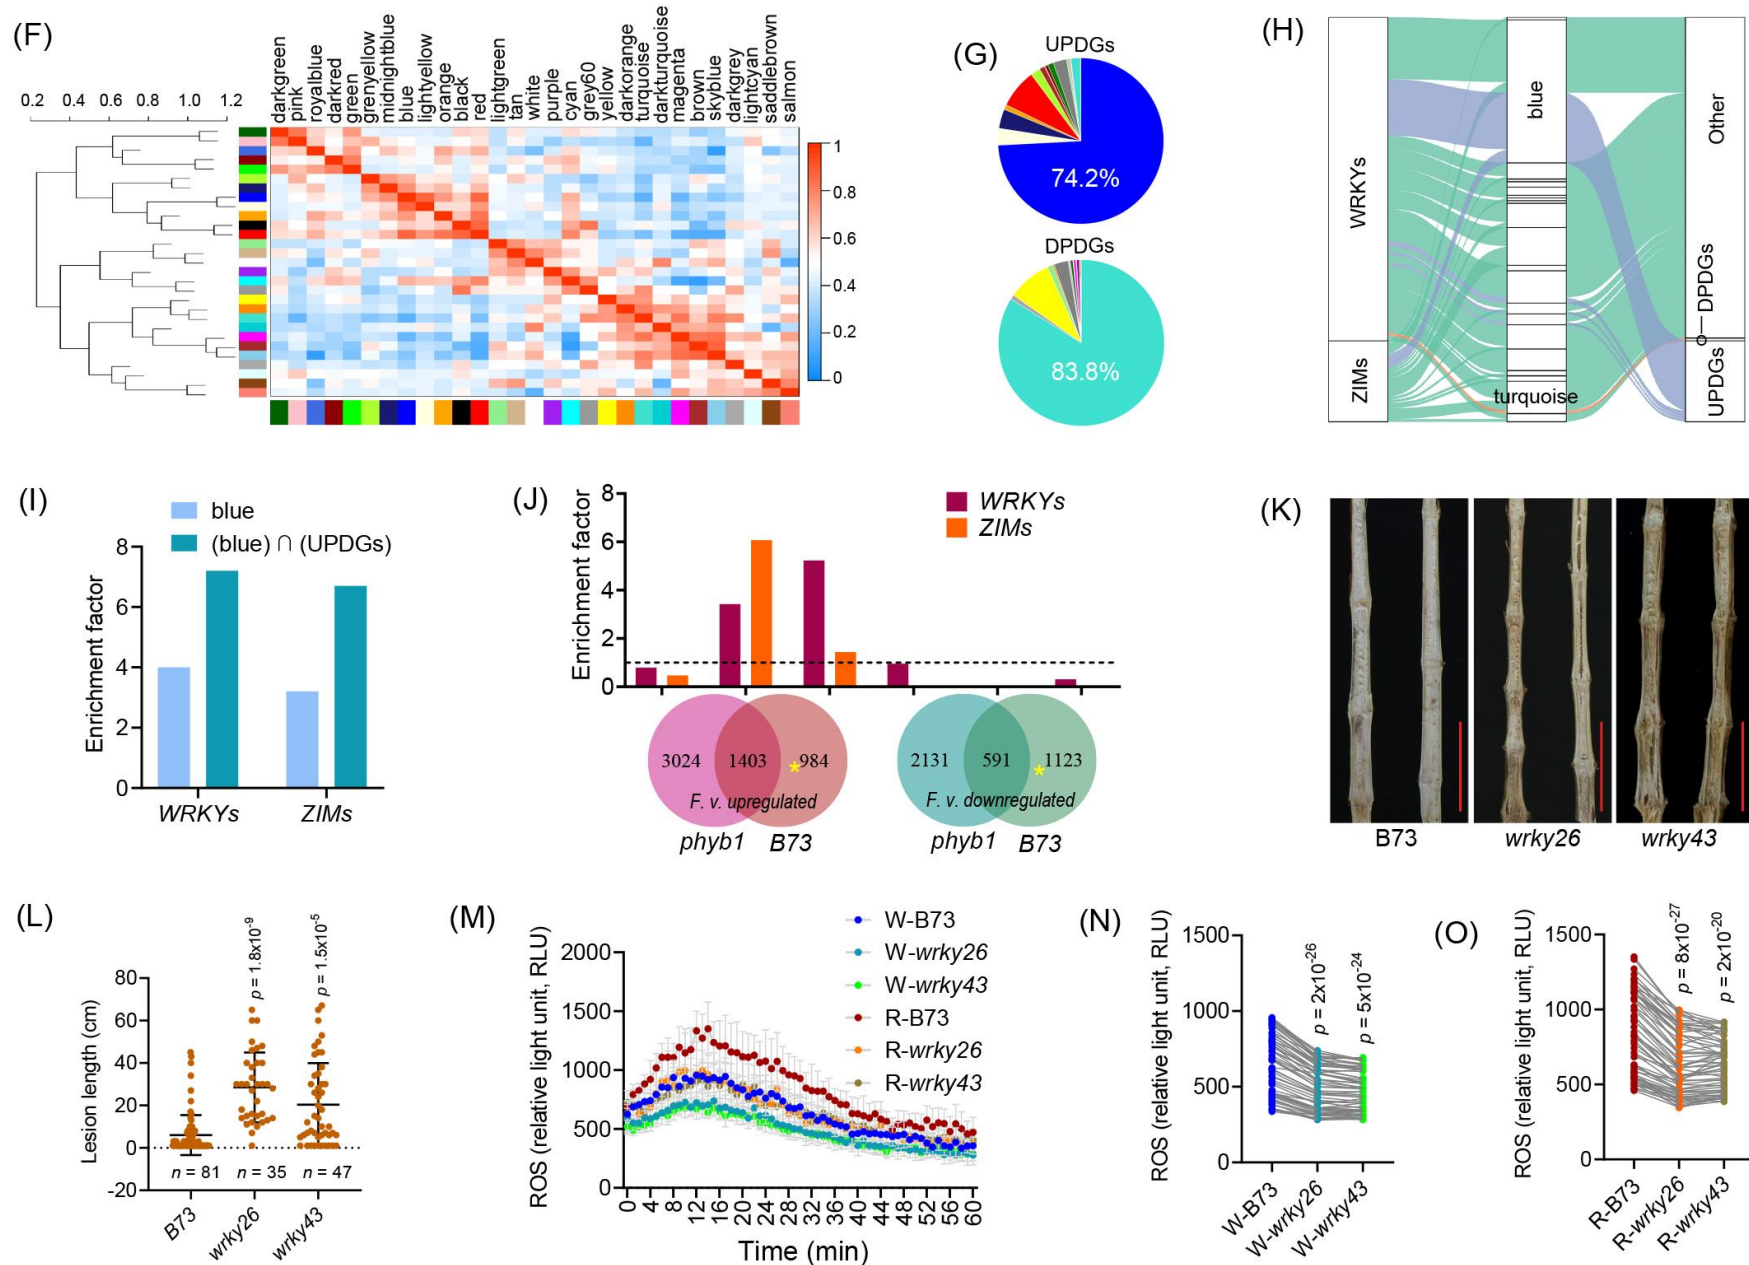 (F)
0.2 0.4 0.6 0.8 1.0 1.2
darkgreen
pink
royalblue
darkred
green
grenyellow
midnightblue
blue
lightyellow
orange
black
red
lightgreen
tan
white
purple
cyan
grey60
yellow
darkorange
turquoise
darkturquoise
magenta
brown
skyblue
darkgrey
lightcyan
saddlebrown
salmon
1
0.8
0.6
0.4
0.2
0
(G)
UPDGs
74.2%
DPDGs
83.8%
(H)
WRKYs
ZIMs
blue
turquoise
Other
DPDGs
UPDGs
(I)
blue
(blue) ∩ (UPDGs)
Enrichment factor
8
6
4
2
0
WRKYs ZIMs
(J)
WRKYs
ZIMs
Enrichment factor
8
6
4
2
0
3024 1403 *984
F. v. upregulated
phyb1 B73
2131 591 *1123
F. v. downregulated
phyb1 B73
(K)
B73 wrky26 wrky43
(L)
Lesion length (cm)
80
60
40
20
0
-20
p = 1.8x10-9
p = 1.5x10-5
n = 81 n = 35 n = 47
B73
wrky26
wrky43
(M)
W-B73
W-wrky26
W-wrky43
R-B73
R-wrky26
R-wrky43
ROS (relative light unit, RLU)
2000
1500
1000
500
0
0 4 8 12 16 20 24 28 32 36 40 44 48 52 56 60
Time (min)
(N)
ROS (relative light unit, RLU)
1500
1000
500
0
p = 2x10-26
p = 5x10-24
W-B73
W-wrky26
W-wrky43
(O)
ROS (relative light unit, RLU)
1500
1000
500
0
p = 8x10-27
p = 2x10-20
R-B73
R-wrky26
R-wrky43